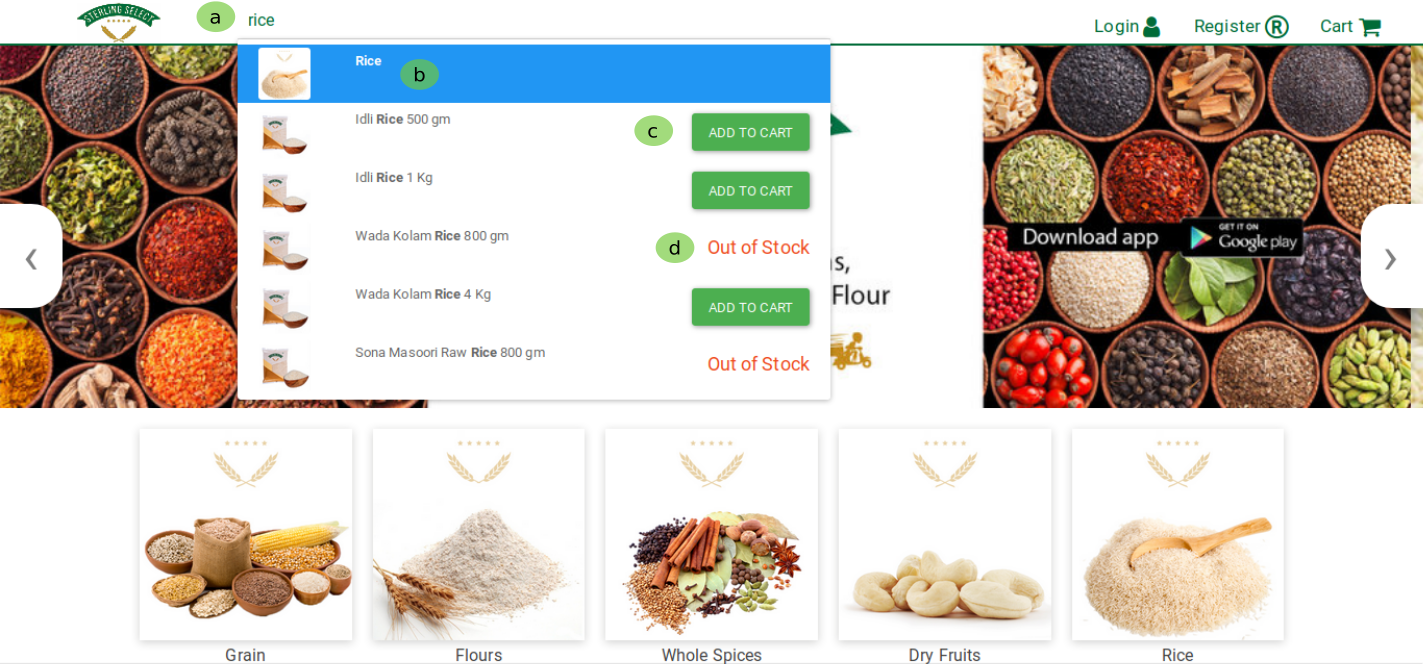 STERLING SELECT
a
rice
Login
Register ®
Cart
Rice
b
Idli Rice 500 gm
c
ADD TO CART
Idli Rice 1 Kg
ADD TO CART
Wada Kolam Rice 800 gm
d
Out of Stock
Wada Kolam Rice 4 Kg
ADD TO CART
Sona Masoori Raw Rice 800 gm
Out of Stock
s,
Flour
Download app
GET IT ON
Google play
Grain
Flours
Whole Spices
Dry Fruits
Rice